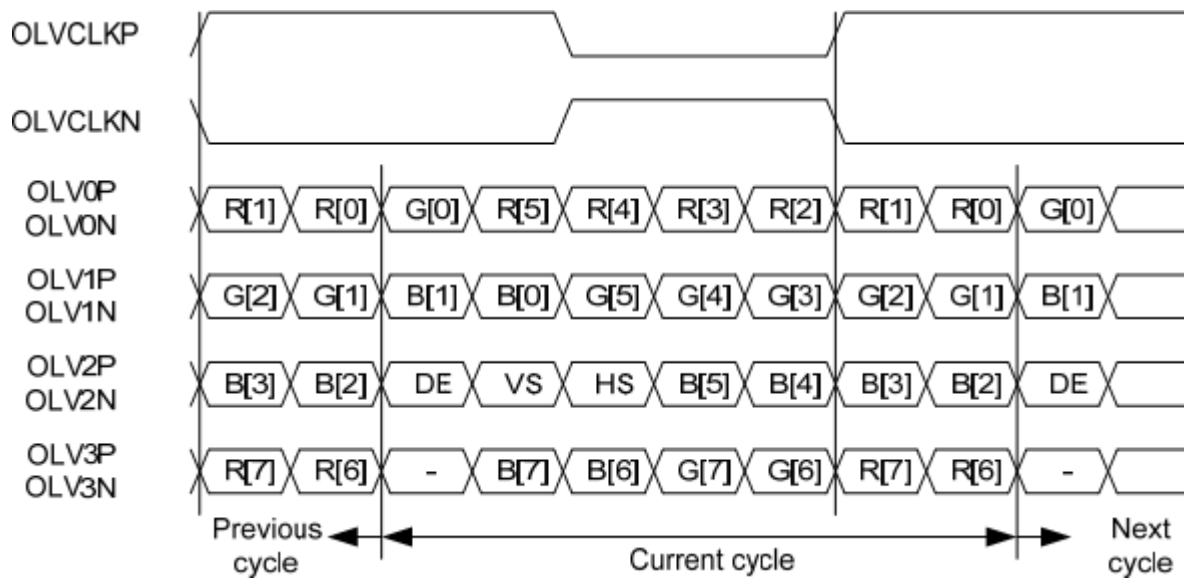 OLVCLKP
OLVCLKN
OLV0P
OLV0N
R[1] R[0] G[0] R[5] R[4] R[3] R[2] R[1] R[0] G[0]
OLV1P
OLV1N
G[2] G[1] B[1] B[0] G[5] G[4] G[3] G[2] G[1] B[1]
OLV2P
OLV2N
B[3] B[2] DE VS HS B[5] B[4] B[3] B[2] DE
OLV3P
OLV3N
R[7] R[6] - B[7] B[6] G[7] G[6] R[7] R[6] -
Previous
cycle
Current cycle
Next
cycle